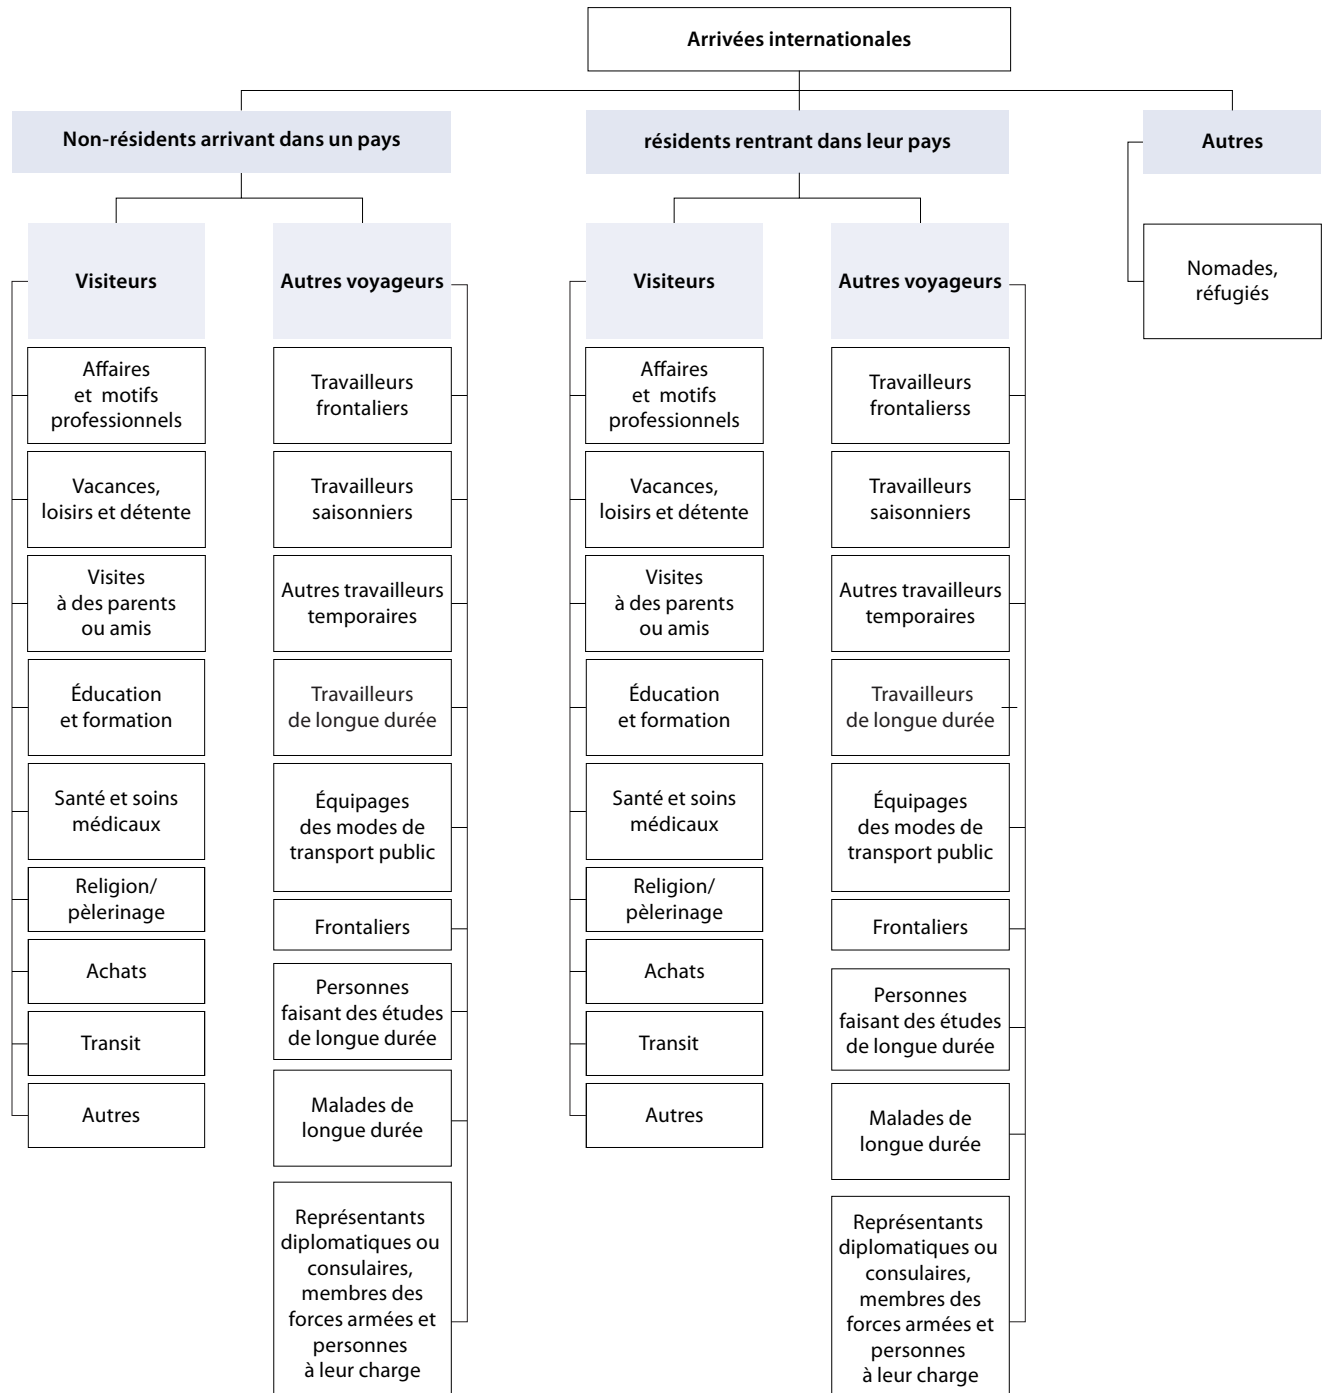 Arrivées internationales
Non-résidents arrivant dans un pays
résidents rentrant dans leur pays
Autres
Visiteurs
Affaires
et motifs
professionnels
Vacances,
loisirs et détente
Visites
à des parents
ou amis
Éducation
et formation
Santé et soins
médicaux
Religion/
pèlerinage
Achats
Transit
Autres
Autres voyageurs
Travailleurs
frontaliers
Travailleurs
saisonniers
Autres travailleurs
temporaires
Travailleurs
de longue durée
Équipages
des modes de
transport public
Frontaliers
Personnes
faisant des études
de longue durée
Malades de
longue durée
Représentants
diplomatiques ou
consulaires,
membres des
forces armées et
personnes
à leur charge
Visiteurs
Affaires
et motifs
professionnels
Vacances,
loisirs et détente
Visites
à des parents
ou amis
Éducation
et formation
Santé et soins
médicaux
Religion/
pèlerinage
Achats
Transit
Autres
Autres voyageurs
Travailleurs
frontalierss
Travailleurs
saisonniers
Autres travailleurs
temporaires
Travailleurs
de longue durée
Équipages
des modes de
transport public
Frontaliers
Personnes
faisant des études
de longue durée
Malades de
longue durée
Représentants
diplomatiques ou
consulaires,
membres des
forces armées et
personnes
à leur charge
Nomades,
réfugiés